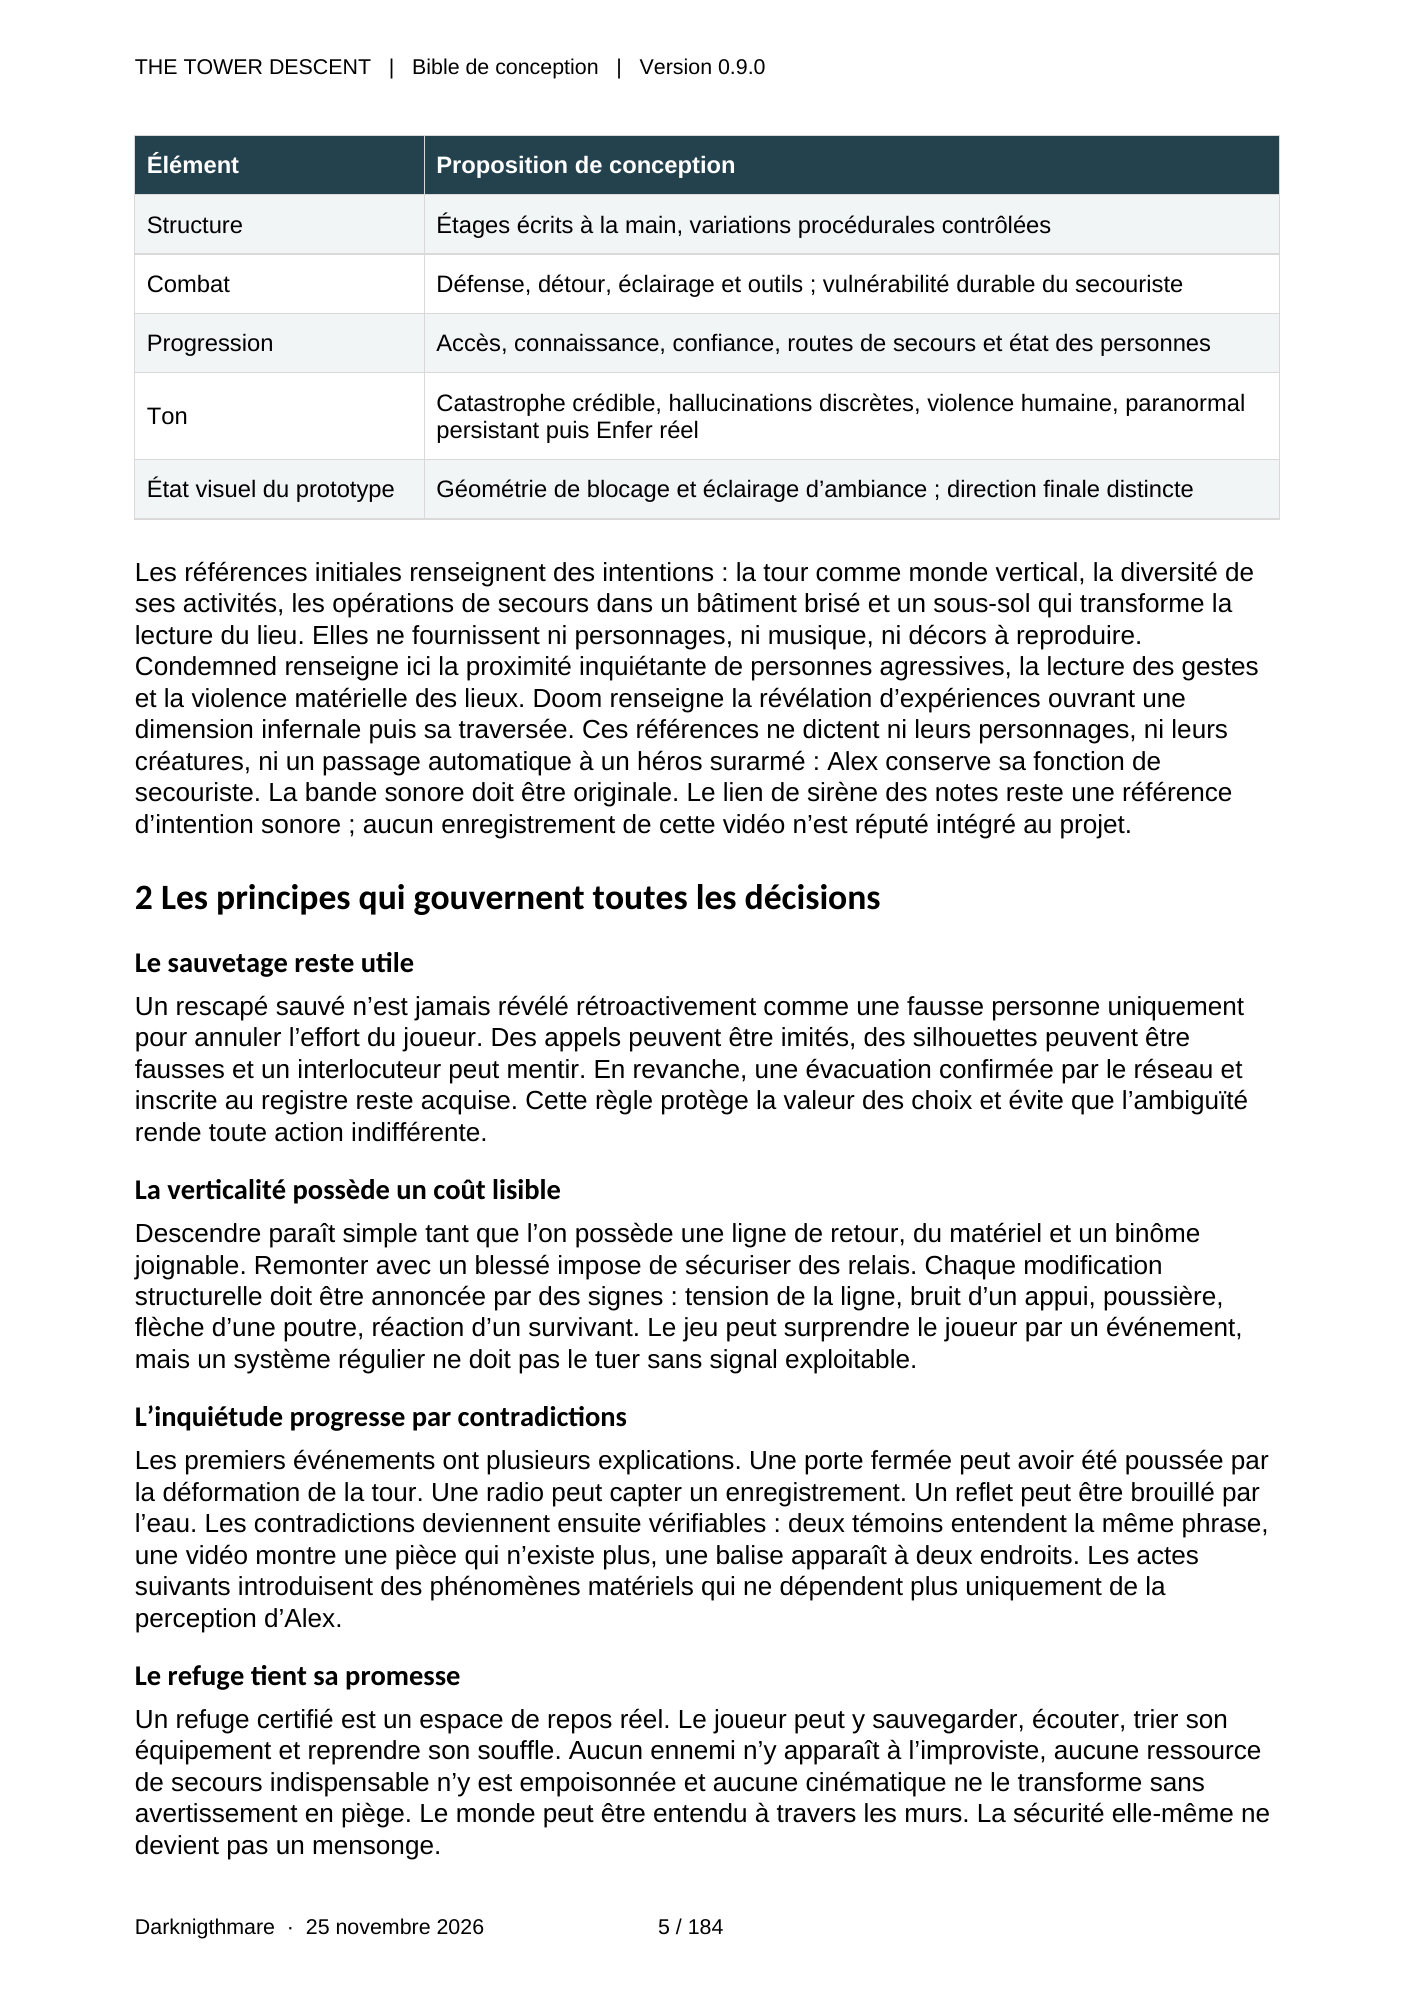 THE TOWER DESCENT | Bible de conception | Version 0.9.0
Élément Proposition de conception
Structure Étages écrits à la main, variations procédurales contrôlées
Combat Défense, détour, éclairage et outils ; vulnérabilité durable du secouriste
Progression Accès, connaissance, confiance, routes de secours et état des personnes
Ton Catastrophe crédible, hallucinations discrètes, violence humaine, paranormal
persistant puis Enfer réel
État visuel du prototype Géométrie de blocage et éclairage d’ambiance ; direction finale distincte
Les références initiales renseignent des intentions : la tour comme monde vertical, la diversité de
ses activités, les opérations de secours dans un bâtiment brisé et un sous-sol qui transforme la
lecture du lieu. Elles ne fournissent ni personnages, ni musique, ni décors à reproduire.
Condemned renseigne ici la proximité inquiétante de personnes agressives, la lecture des gestes
et la violence matérielle des lieux. Doom renseigne la révélation d’expériences ouvrant une
dimension infernale puis sa traversée. Ces références ne dictent ni leurs personnages, ni leurs
créatures, ni un passage automatique à un héros surarmé : Alex conserve sa fonction de
secouriste. La bande sonore doit être originale. Le lien de sirène des notes reste une référence
d’intention sonore ; aucun enregistrement de cette vidéo n’est réputé intégré au projet.
2 Les principes qui gouvernent toutes les décisions
Le sauvetage reste utile
Un rescapé sauvé n’est jamais révélé rétroactivement comme une fausse personne uniquement
pour annuler l’effort du joueur. Des appels peuvent être imités, des silhouettes peuvent être
fausses et un interlocuteur peut mentir. En revanche, une évacuation confirmée par le réseau et
inscrite au registre reste acquise. Cette règle protège la valeur des choix et évite que l’ambiguïté
rende toute action indifférente.
La verticalité possède un coût lisible
Descendre paraît simple tant que l’on possède une ligne de retour, du matériel et un binôme
joignable. Remonter avec un blessé impose de sécuriser des relais. Chaque modification
structurelle doit être annoncée par des signes : tension de la ligne, bruit d’un appui, poussière,
flèche d’une poutre, réaction d’un survivant. Le jeu peut surprendre le joueur par un événement,
mais un système régulier ne doit pas le tuer sans signal exploitable.
L’inquiétude progresse par contradictions
Les premiers événements ont plusieurs explications. Une porte fermée peut avoir été poussée par
la déformation de la tour. Une radio peut capter un enregistrement. Un reflet peut être brouillé par
l’eau. Les contradictions deviennent ensuite vérifiables : deux témoins entendent la même phrase,
une vidéo montre une pièce qui n’existe plus, une balise apparaît à deux endroits. Les actes
suivants introduisent des phénomènes matériels qui ne dépendent plus uniquement de la
perception d’Alex.
Le refuge tient sa promesse
Un refuge certifié est un espace de repos réel. Le joueur peut y sauvegarder, écouter, trier son
équipement et reprendre son souffle. Aucun ennemi n’y apparaît à l’improviste, aucune ressource
de secours indispensable n’y est empoisonnée et aucune cinématique ne le transforme sans
avertissement en piège. Le monde peut être entendu à travers les murs. La sécurité elle-même ne
devient pas un mensonge.
Darknigthmare · 25 novembre 2026 5 / 184